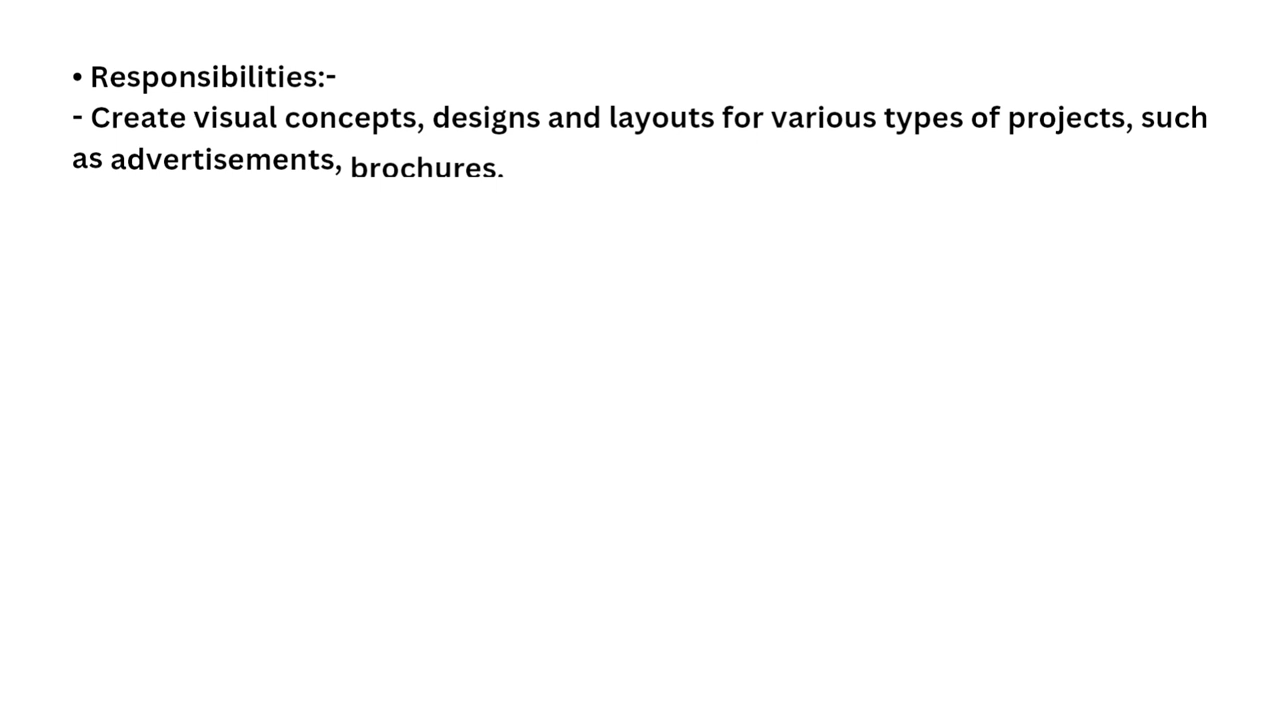 • Responsibilities:-
- Create visual concepts, designs and layouts for various types of projects, such
as advertisements, brochures.